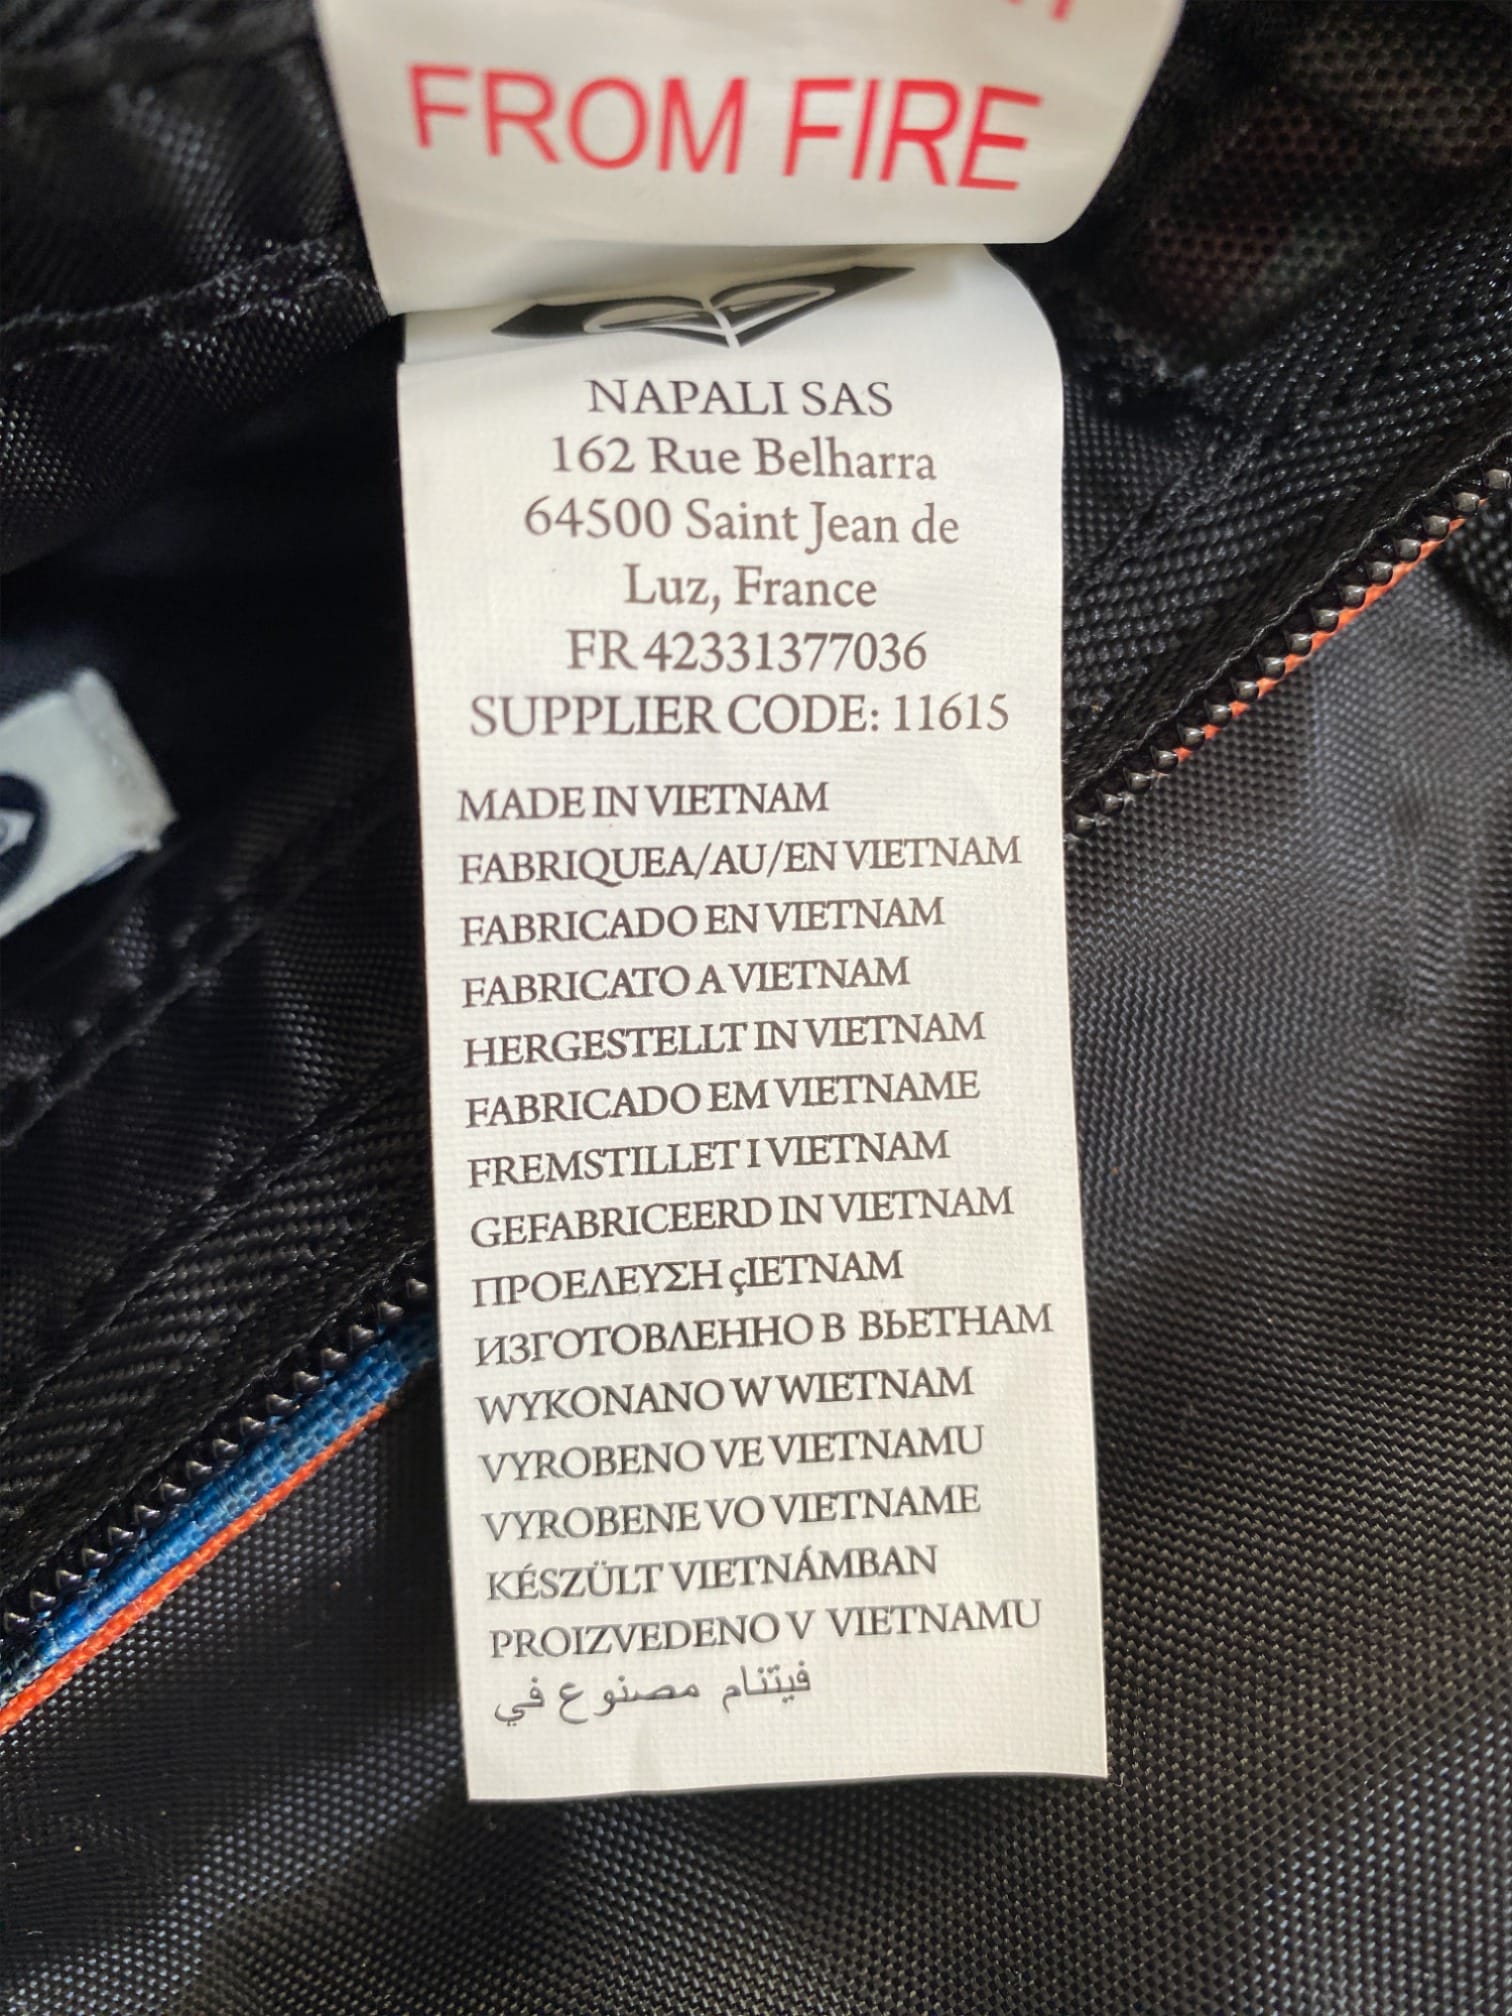 FROM FIRE
NAPALI SAS
162 Rue Belharra
64500 Saint Jean de
Luz, France
FR 42331377036
SUPPLIER CODE: 11615
MADE IN VIETNAM
FABRIQUEA/AU/EN VIETNAM
FABRICADO EN VIETNAM
FABRICATO A VIETNAM
HERGESTELLT IN VIETNAM
FABRICADO EM VIETNAME
FREMSTILLET I VIETNAM
GEFABRICEERD IN VIETNAM
ΠΡΟΕΛΕΥΣΗ çIETNAM
ИЗГОТОВЛЕННО В ВЬЕТНАМ
WYKONANO W WIETNAM
VYROBENO VE VIETNAMU
VYROBENE VO VIETNAME
KÉSZÜLT VIETNÁMBAN
PROIZVEDENO V VIETNAMU
فيتنام مصنوع في